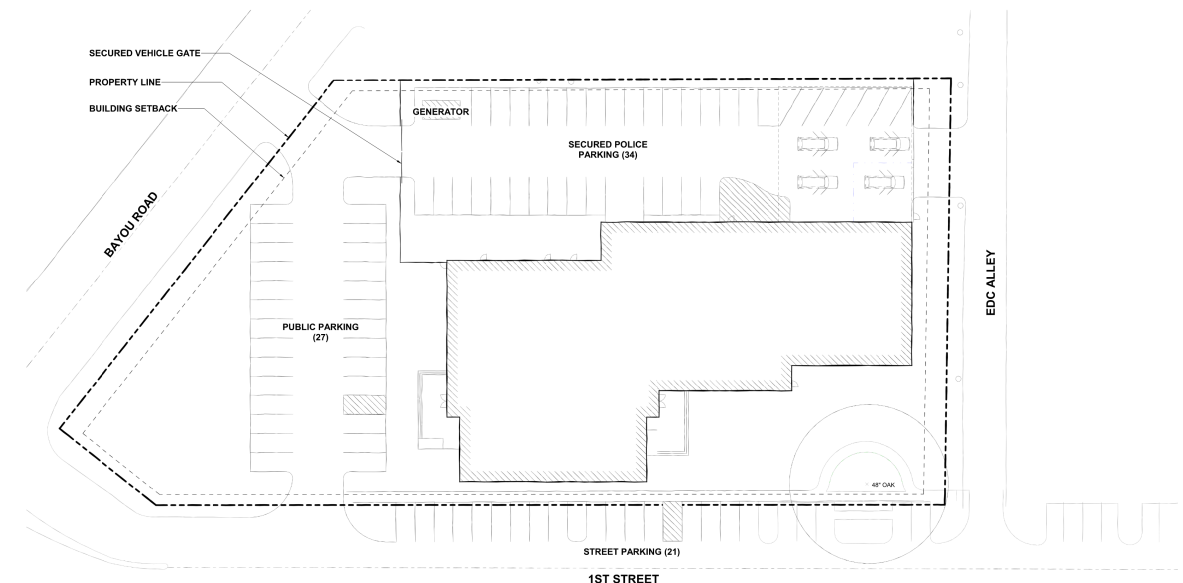 SECURED VEHICLE GATE
PROPERTY LINE
BUILDING SETBACK
GENERATOR
SECURED POLICE
PARKING (34)
BAYOU ROAD
EDC ALLEY
PUBLIC PARKING
(27)
48" OAK
STREET PARKING (21)
1ST STREET